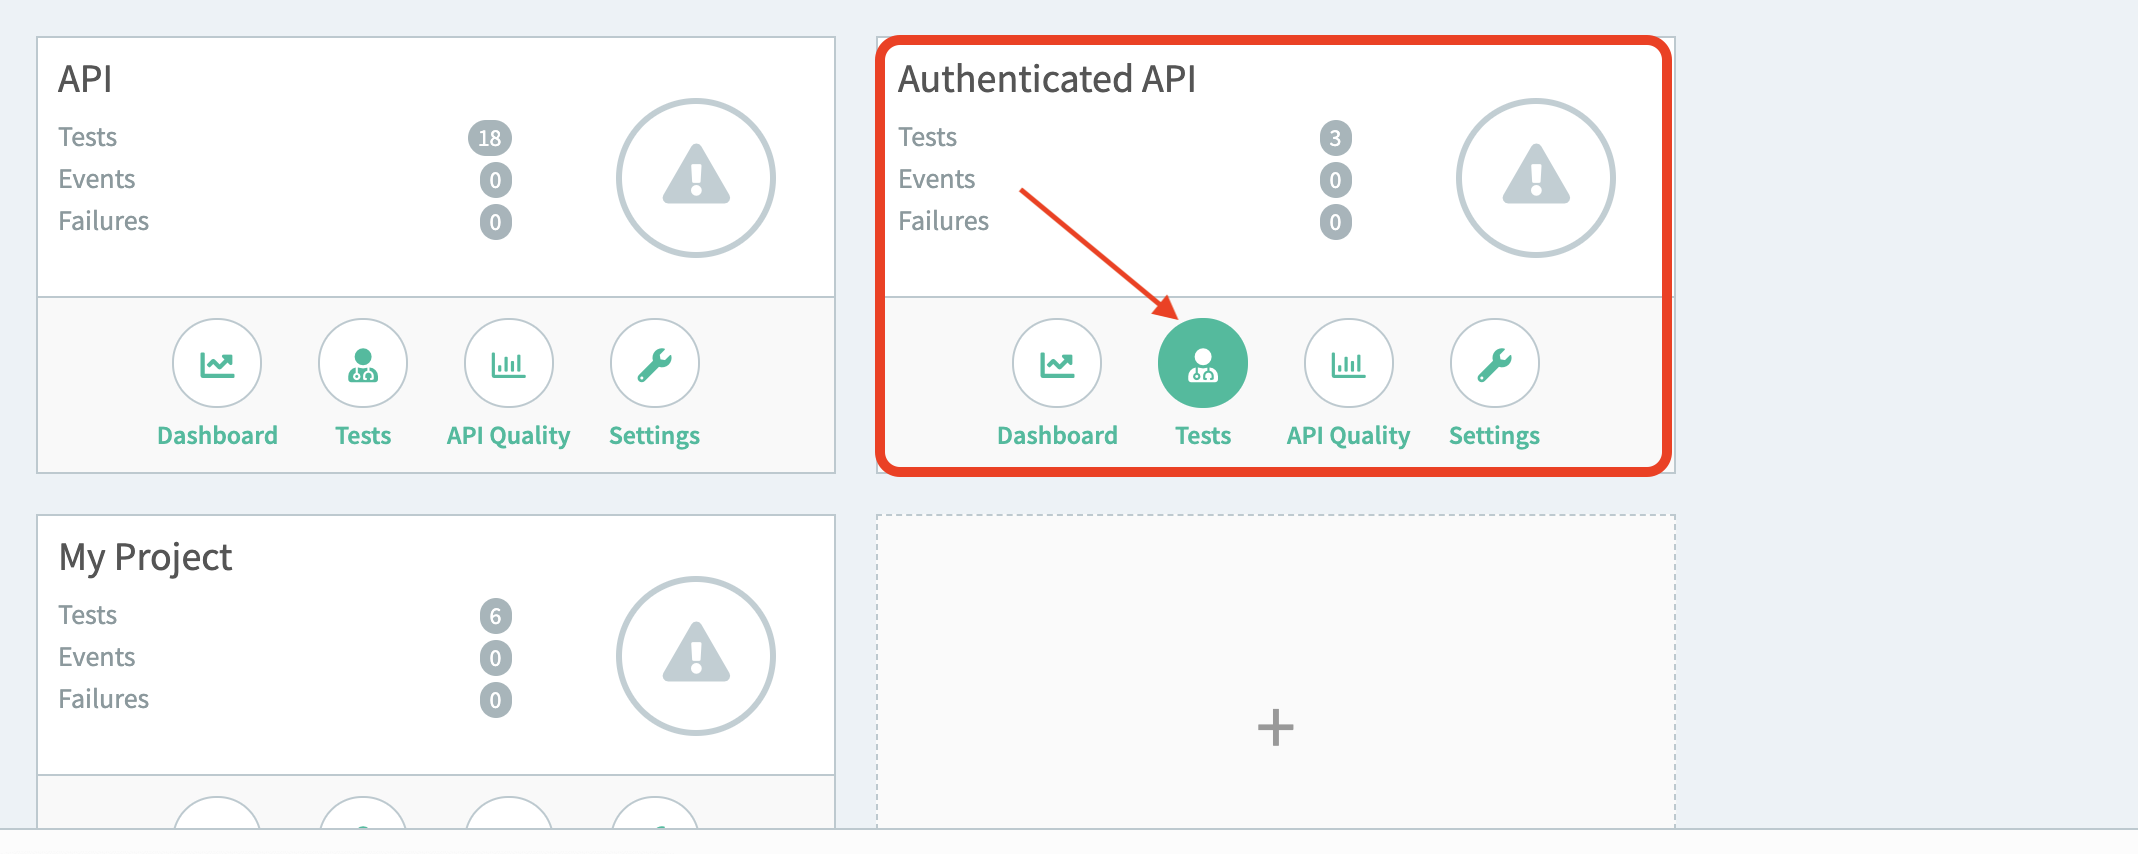 API
Tests 18
Events 0
Failures 0
Dashboard Tests API Quality Settings
Authenticated API
Tests 3
Events 0
Failures 0
Dashboard Tests API Quality Settings
My Project
Tests 6
Events 0
Failures 0
+